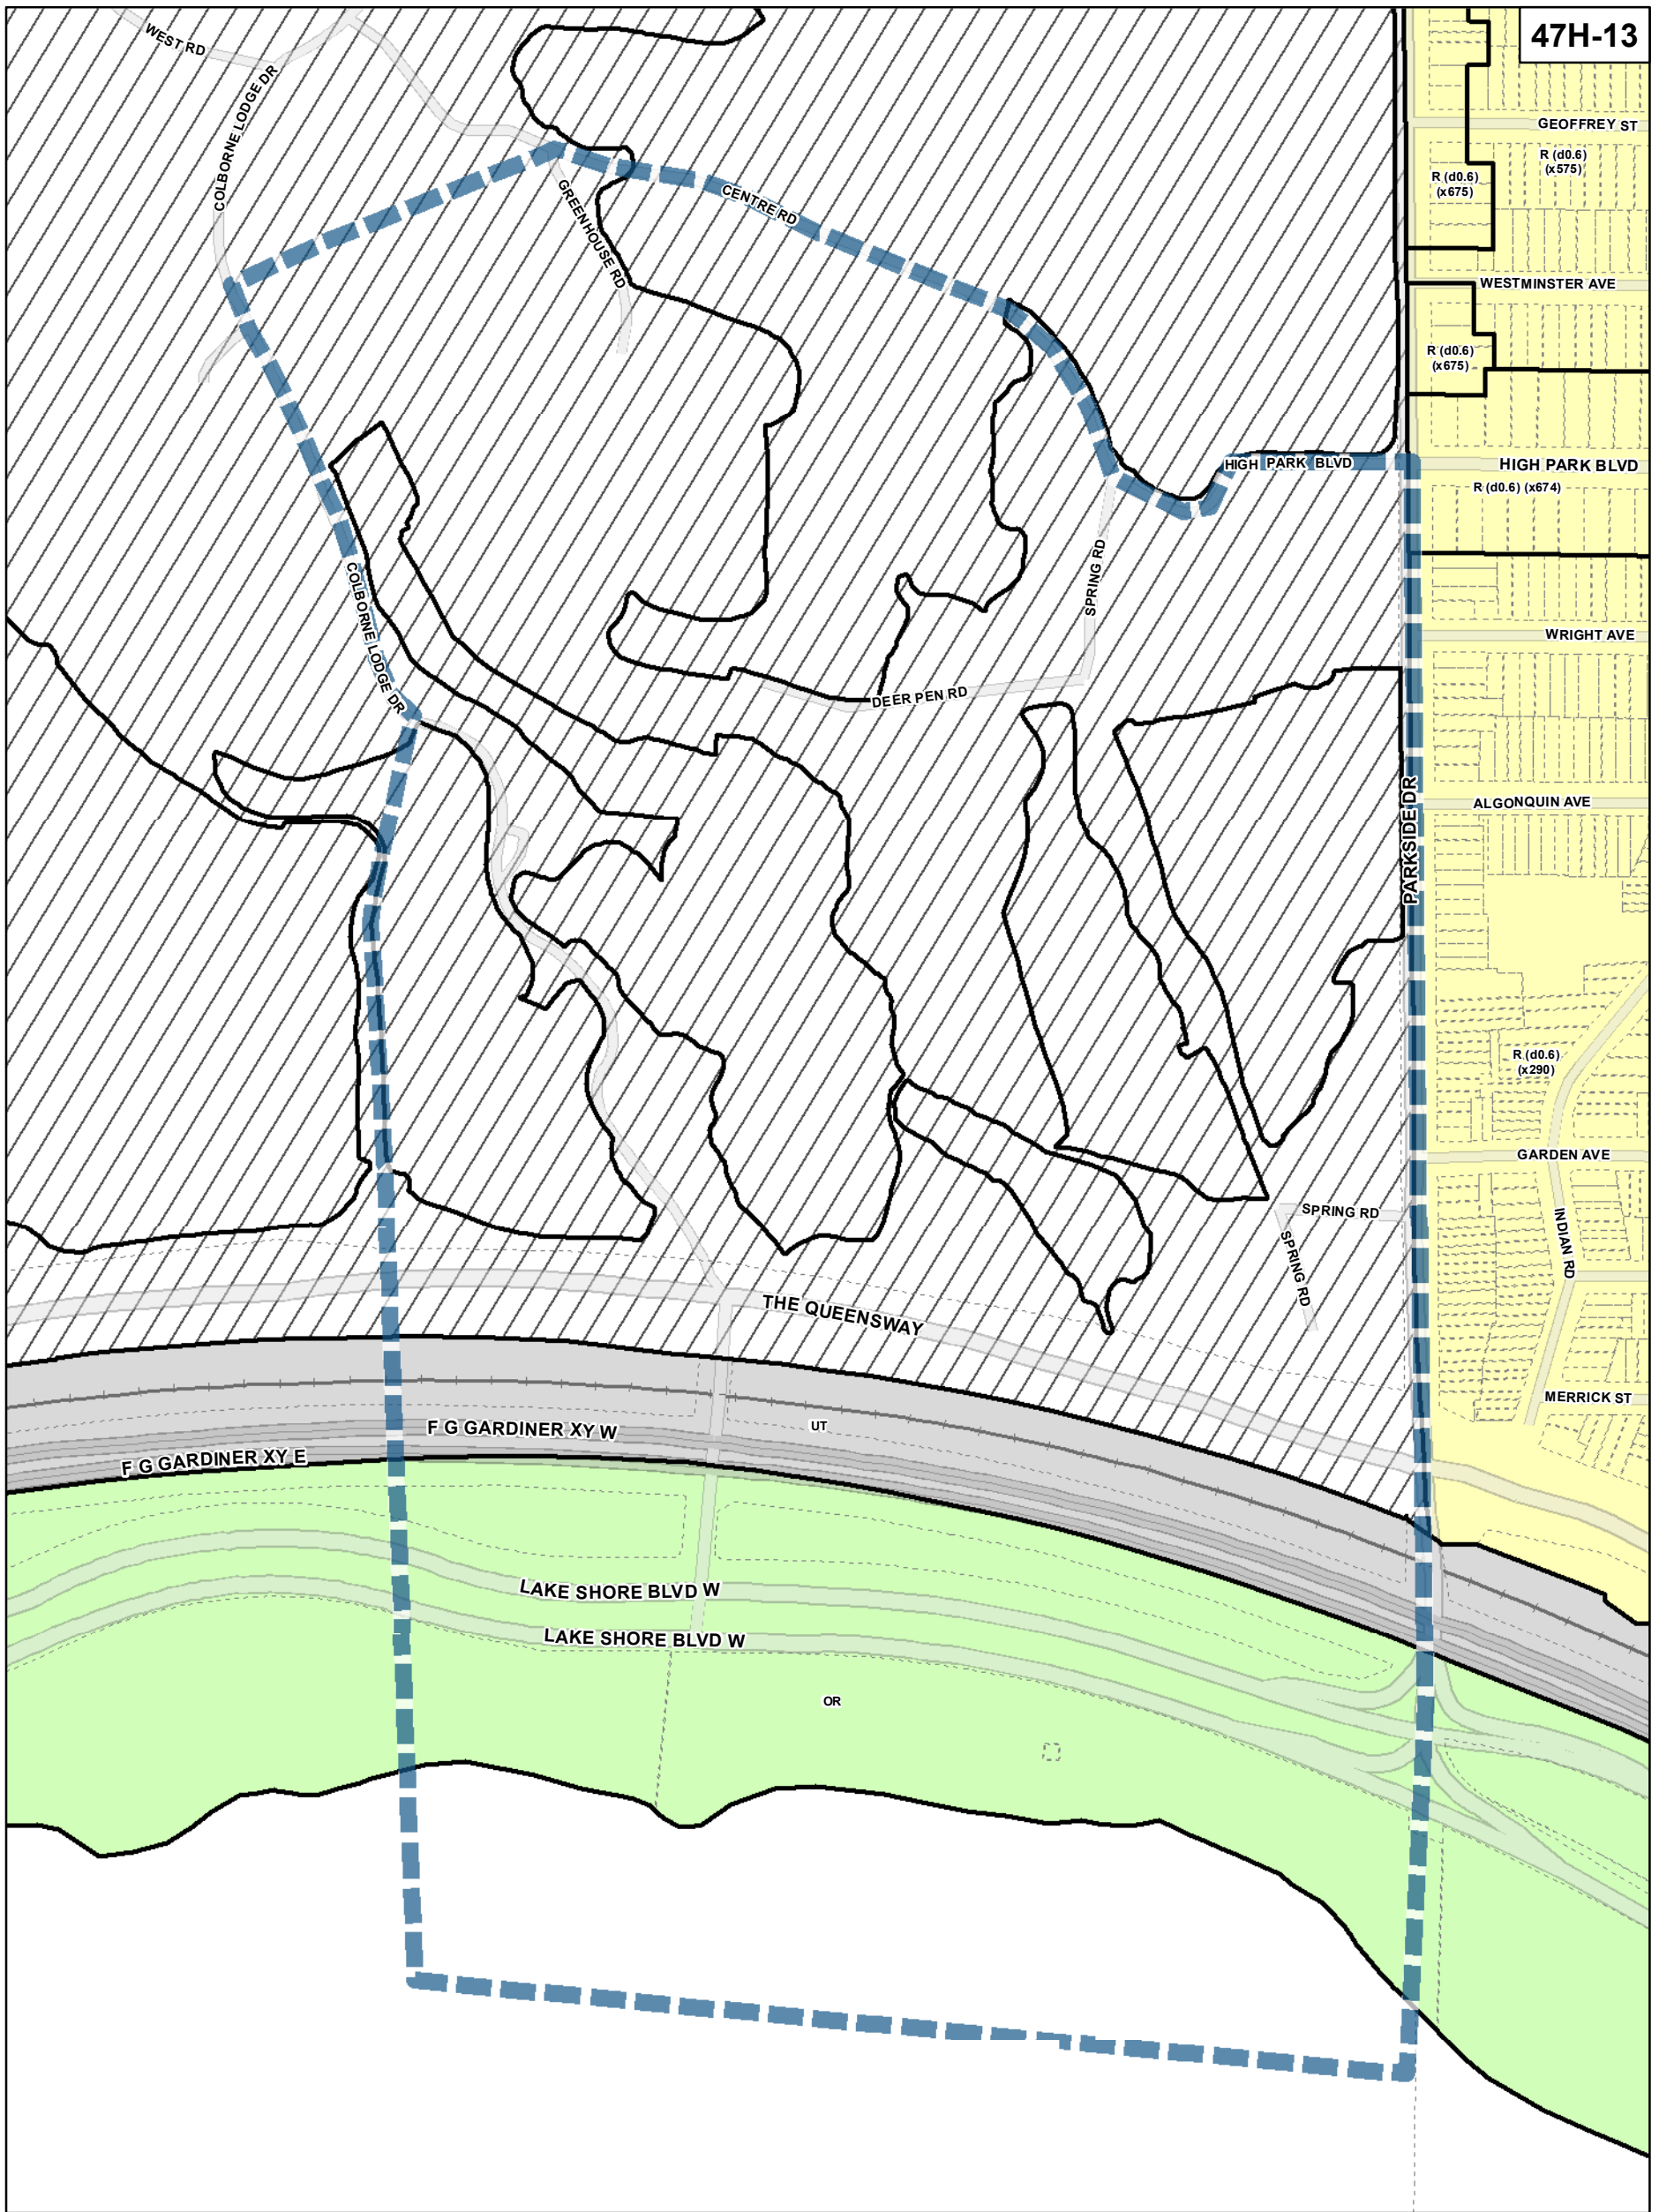 47H-13
WEST RD
COLBORNE LODGE DR
GEOFFREY ST
R (d0.6)
(x575)
R (d0.6)
(x675)
CENTRE RD
GREENHOUSE RD
WESTMINSTER AVE
R (d0.6)
(x675)
HIGH PARK BLVD
HIGH PARK BLVD
R (d0.6) (x674)
SPRING RD
COLBORNE LODGE DR
WRIGHT AVE
DEER PEN RD
PARKSIDE DR
ALGONQUIN AVE
R (d0.6)
(x290)
GARDEN AVE
SPRING RD
INDIAN RD
SPRING RD
THE QUEENSWAY
MERRICK ST
F G GARDINER XY W
UT
F G GARDINER XY E
LAKE SHORE BLVD W
LAKE SHORE BLVD W
OR